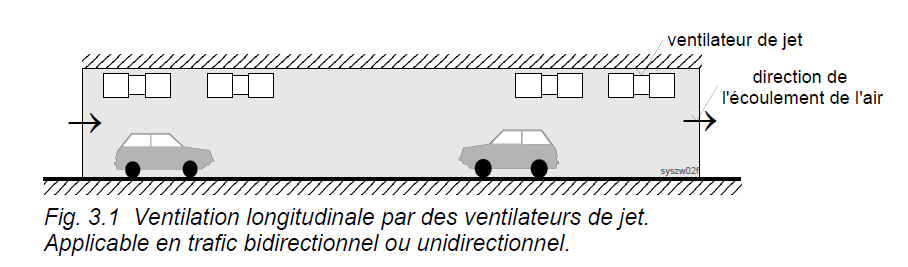 ventilateur de jet
direction de
l'écoulement de l'air
syszw02f
Fig. 3.1 Ventilation longitudinale par des ventilateurs de jet.
Applicable en trafic bidirectionnel ou unidirectionnel.